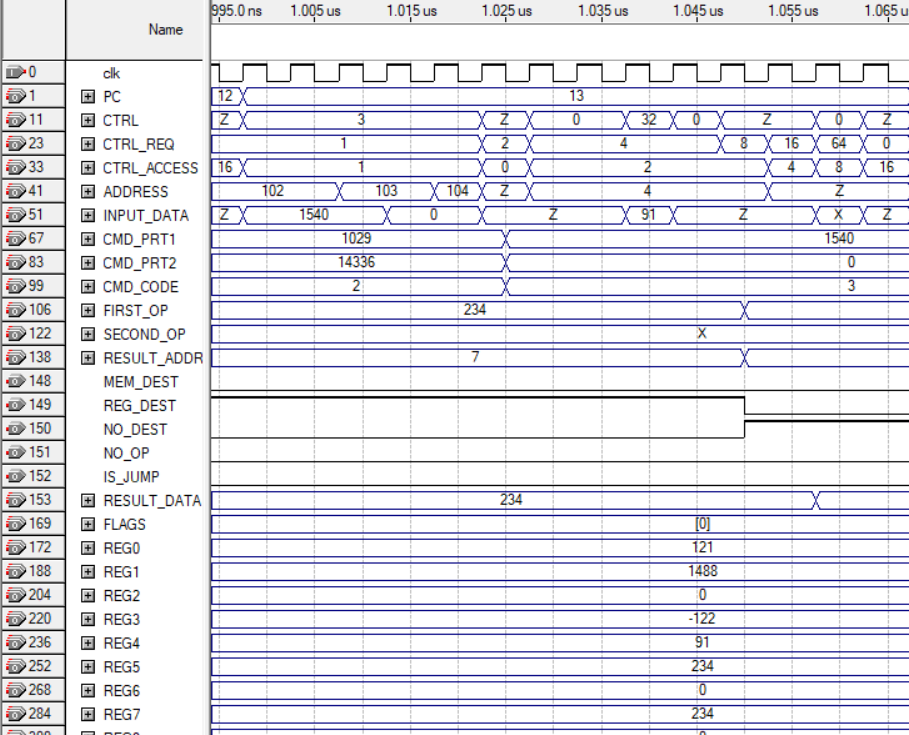 995.0 ns 1.005 us 1.015 us 1.025 us 1.035 us 1.045 us 1.055 us 1.065 u
Name
0 clk
1 PC 12 13
11 CTRL Z 3 Z 0 32 0 Z 0 Z
23 CTRL_REQ 1 2 4 8 16 64 0
33 CTRL_ACCESS 16 1 0 2 4 8 16
41 ADDRESS 102 103 104 Z 4 Z
51 INPUT_DATA Z 1540 0 Z 91 Z X Z
67 CMD_PRT1 1029 1540
83 CMD_PRT2 14336 0
99 CMD_CODE 2 3
106 FIRST_OP 234
122 SECOND_OP X
138 RESULT_ADDR 7
148 MEM_DEST
149 REG_DEST
150 NO_DEST
151 NO_OP
152 IS_JUMP
153 RESULT_DATA 234
169 FLAGS [0]
172 REG0 121
188 REG1 1488
204 REG2 0
220 REG3 -122
236 REG4 91
252 REG5 234
268 REG6 0
284 REG7 234